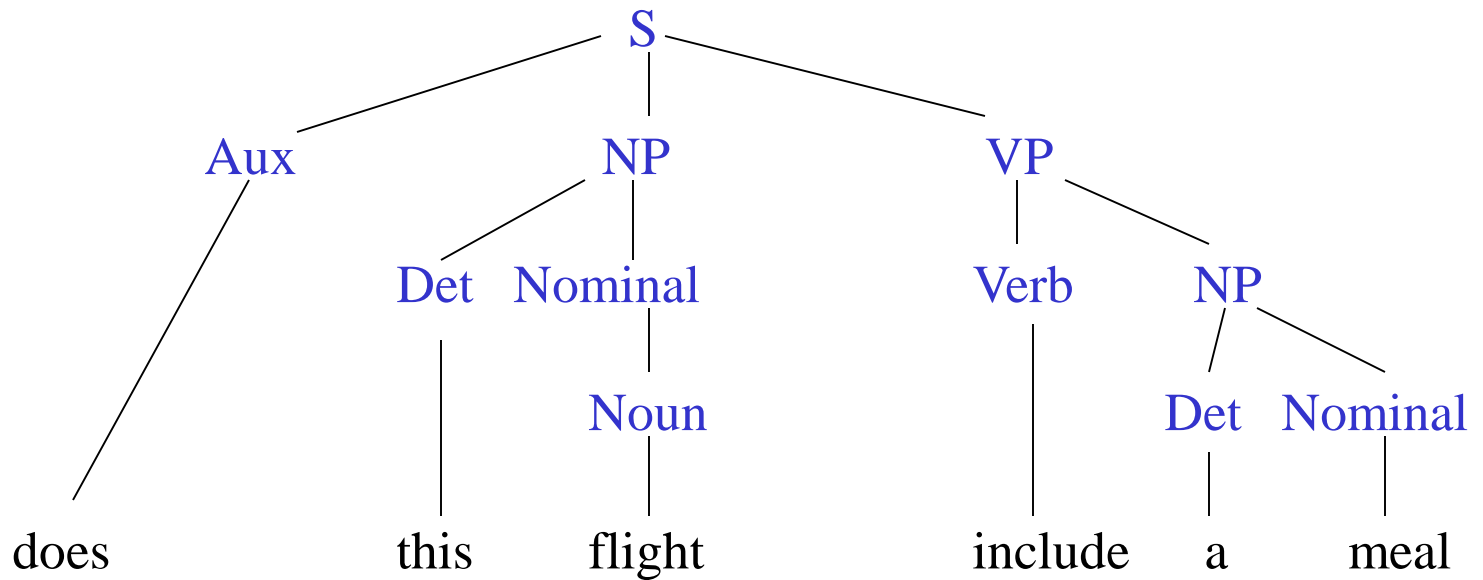 S
Aux NP VP
Det Nominal Verb NP
Noun Det Nominal
does this flight include a meal